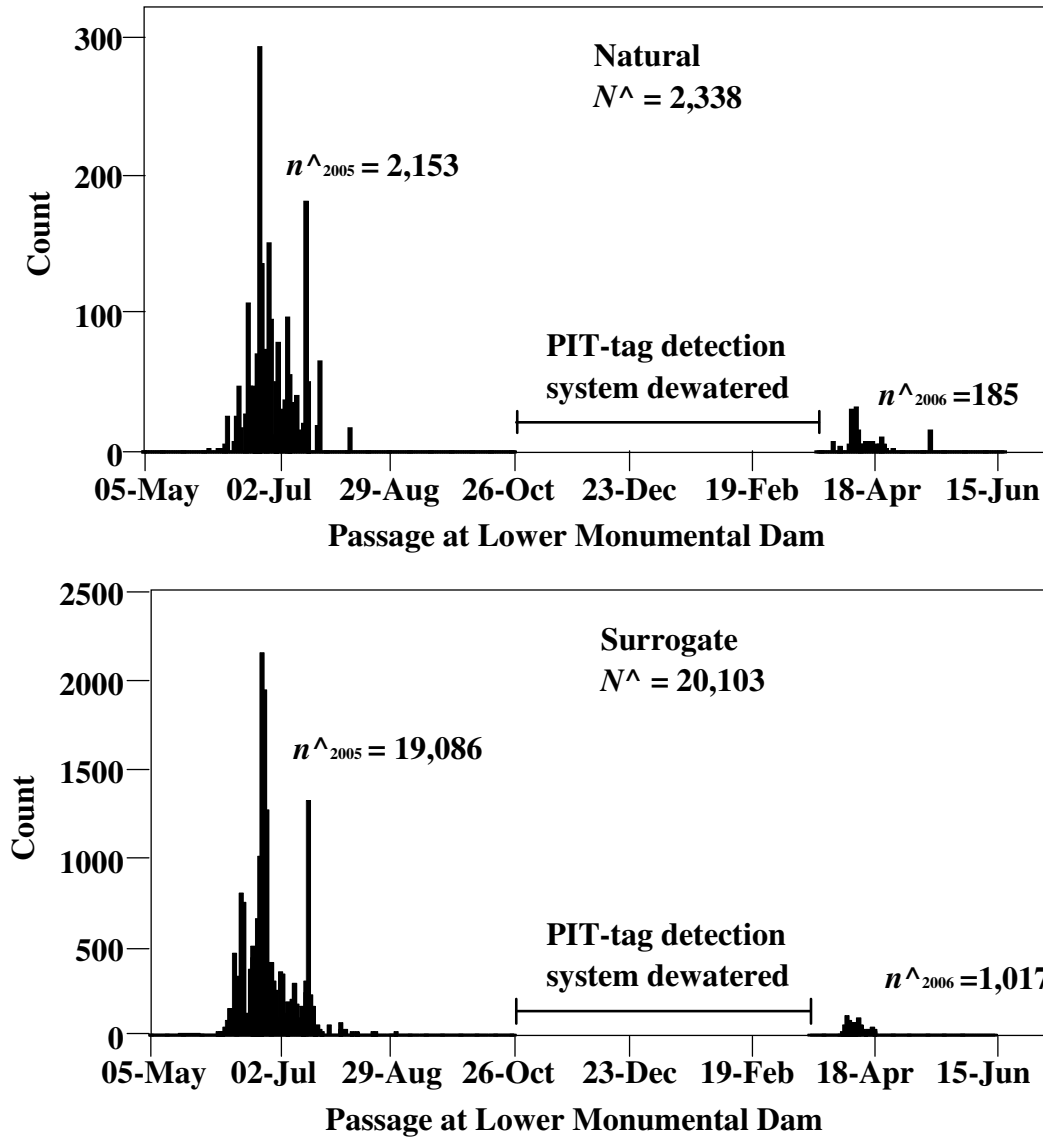 300
200
100
0
Count
Natural
N^ = 2,338
n^2005 = 2,153
PIT-tag detection
system dewatered
n^2006 =185
05-May 02-Jul 29-Aug 26-Oct 23-Dec 19-Feb 18-Apr 15-Jun
Passage at Lower Monumental Dam
2500
2000
1500
1000
500
0
Count
Surrogate
N^ = 20,103
n^2005 = 19,086
PIT-tag detection
system dewatered
n^2006 =1,017
05-May 02-Jul 29-Aug 26-Oct 23-Dec 19-Feb 18-Apr 15-Jun
Passage at Lower Monumental Dam